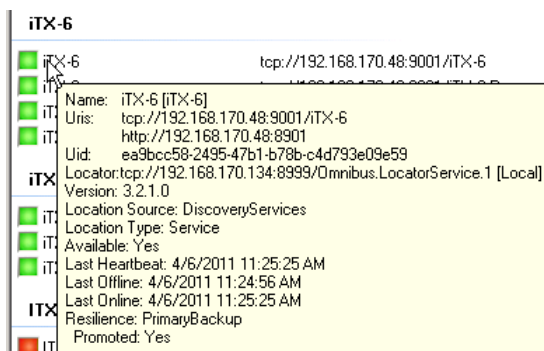 iTX-6
iTX-6 tcp://192.168.170.48:9001/iTX-6
Name: iTX-6 [iTX-6]
Uris: tcp://192.168.170.48:9001/iTX-6
http://192.168.170.48:8901
Uid: ea9bcc58-2495-47b1-b78b-c4d793e09e59
Locator:tcp://192.168.170.134:8999/Omnibus.LocatorService.1 [Local]
Version: 3.2.1.0
Location Source: DiscoveryServices
Location Type: Service
Available: Yes
Last Heartbeat: 4/6/2011 11:25:25 AM
Last Offline: 4/6/2011 11:24:56 AM
Last Online: 4/6/2011 11:25:25 AM
Resilience: PrimaryBackup
Promoted: Yes
iTX
ITX